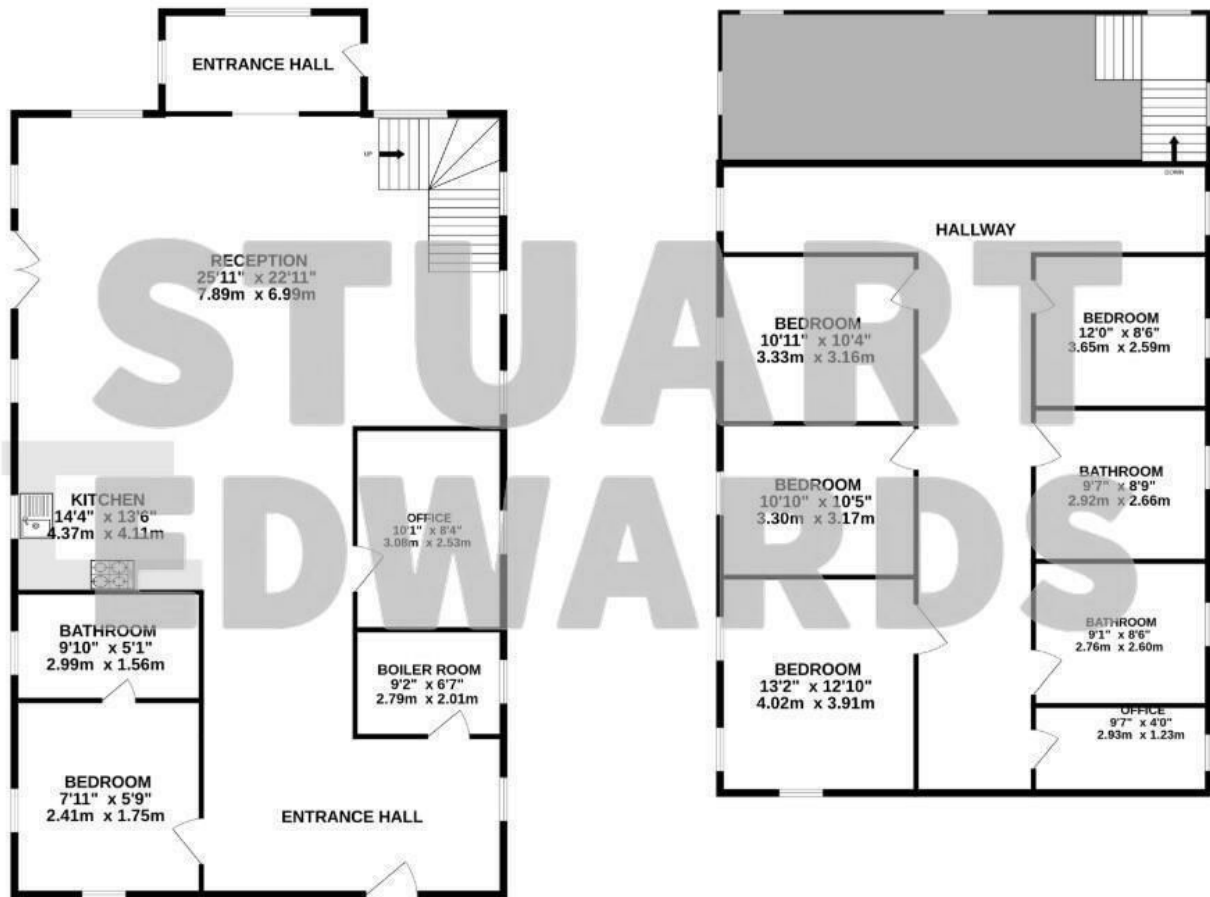 ENTRANCE HALL
UP
RECEPTION
25'11" x 22'11"
7.89m x 6.99m
KITCHEN
14'4" x 13'6"
4.37m x 4.11m
OFFICE
10'1" x 8'4"
3.08m x 2.53m
BATHROOM
9'10" x 5'1"
2.99m x 1.56m
BOILER ROOM
9'2" x 6'7"
2.79m x 2.01m
BEDROOM
7'11" x 5'9"
2.41m x 1.75m
ENTRANCE HALL
DOWN
HALLWAY
BEDROOM
10'11" x 10'4"
3.33m x 3.16m
BEDROOM
12'0" x 8'6"
3.65m x 2.59m
BEDROOM
10'10" x 10'5"
3.30m x 3.17m
BATHROOM
9'7" x 8'9"
2.92m x 2.66m
BEDROOM
13'2" x 12'10"
4.02m x 3.91m
BATHROOM
9'1" x 8'6"
2.76m x 2.60m
OFFICE
9'7" x 4'0"
2.93m x 1.23m
STUART
EDWARDS